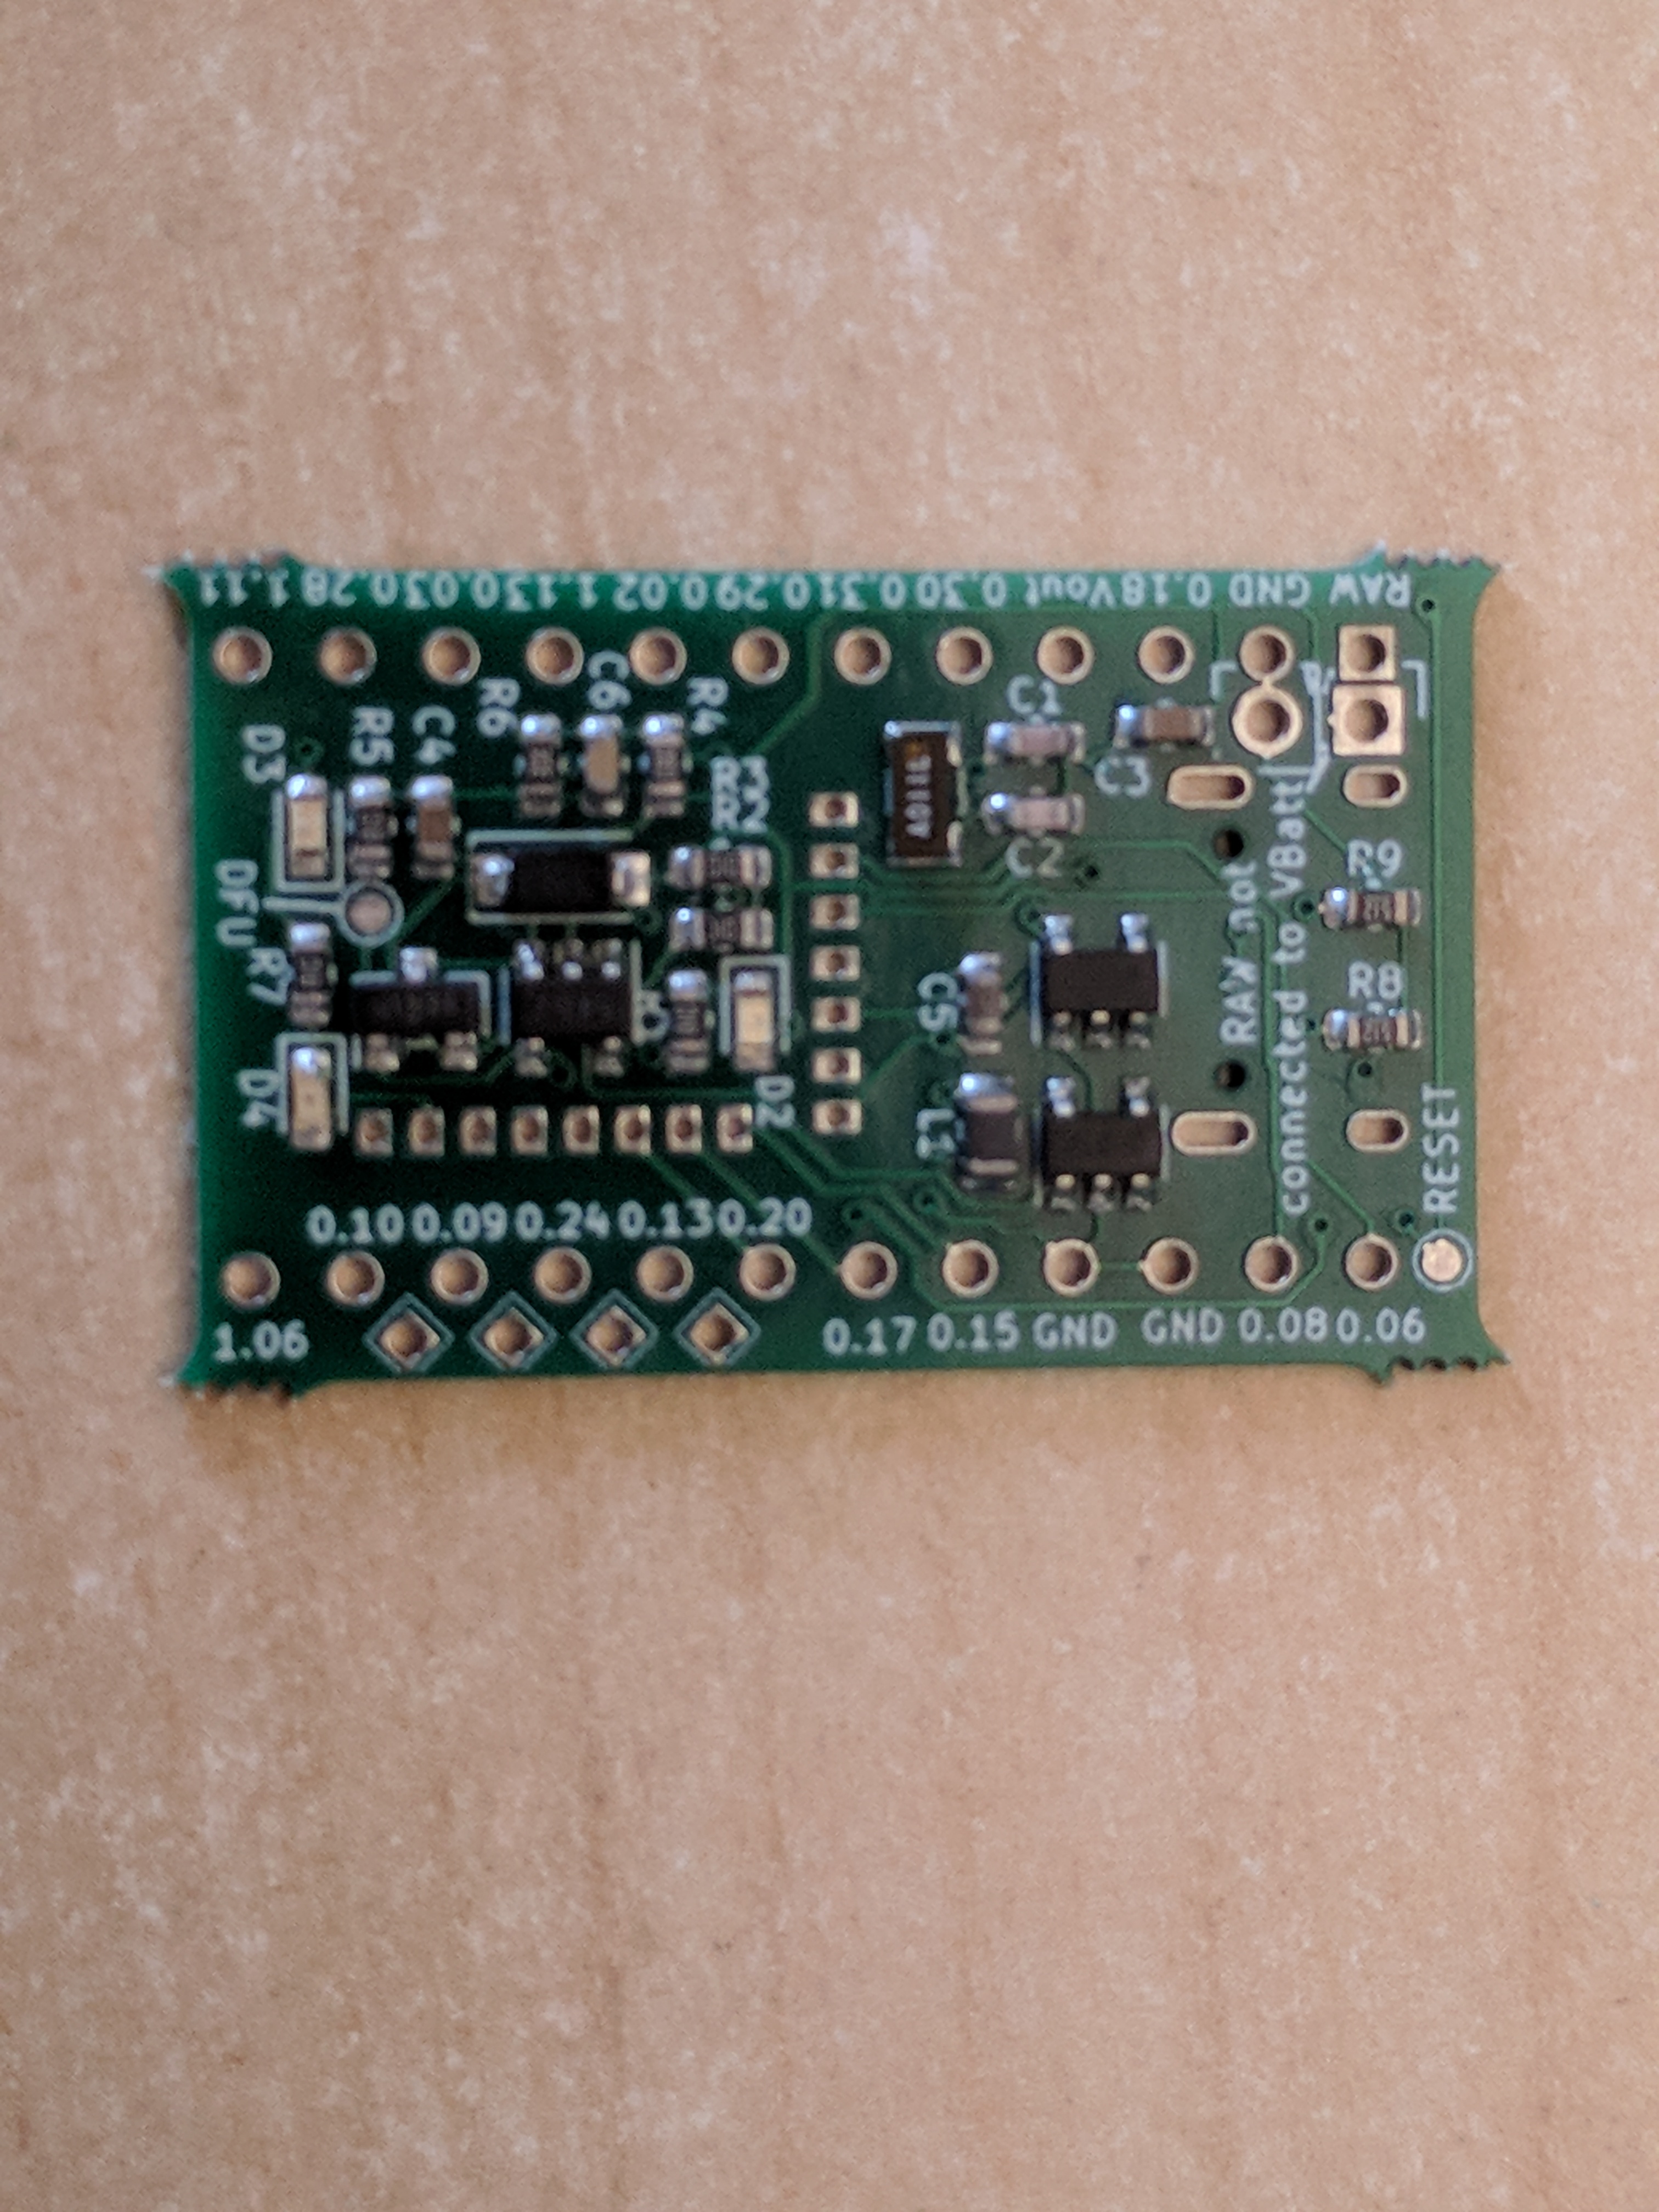 1.06
0.10 0.09 0.24 0.13 0.20
0.17 0.15 GND GND 0.08 0.06
D4
R7
DFU
D3
R5
C4
R6
C6
R4
R3
R2
D2
L1
C5
C2
C1
C3
RAW not
connected to VBatt
R8
R9
RESET
RAW GND 0.18 Vout 0.30 0.31 0.29 0.02 1.13 0.03 0.28 1.11